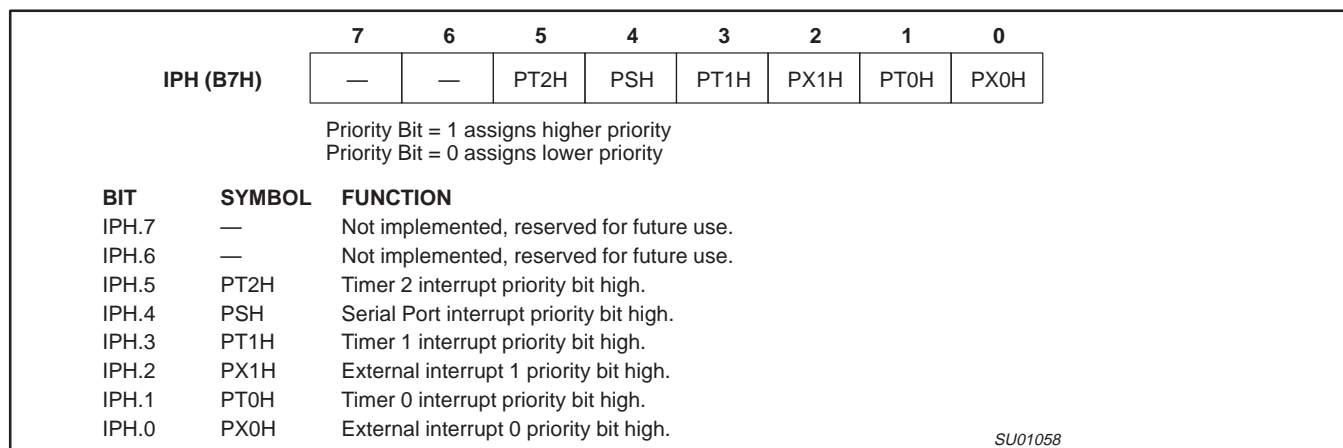 7 6 5 4 3 2 1 0
IPH (B7H) — — PT2H PSH PT1H PX1H PT0H PX0H
Priority Bit = 1 assigns higher priority
Priority Bit = 0 assigns lower priority
BIT SYMBOL FUNCTION
IPH.7 — Not implemented, reserved for future use.
IPH.6 — Not implemented, reserved for future use.
IPH.5 PT2H Timer 2 interrupt priority bit high.
IPH.4 PSH Serial Port interrupt priority bit high.
IPH.3 PT1H Timer 1 interrupt priority bit high.
IPH.2 PX1H External interrupt 1 priority bit high.
IPH.1 PT0H Timer 0 interrupt priority bit high.
IPH.0 PX0H External interrupt 0 priority bit high.
SU01058